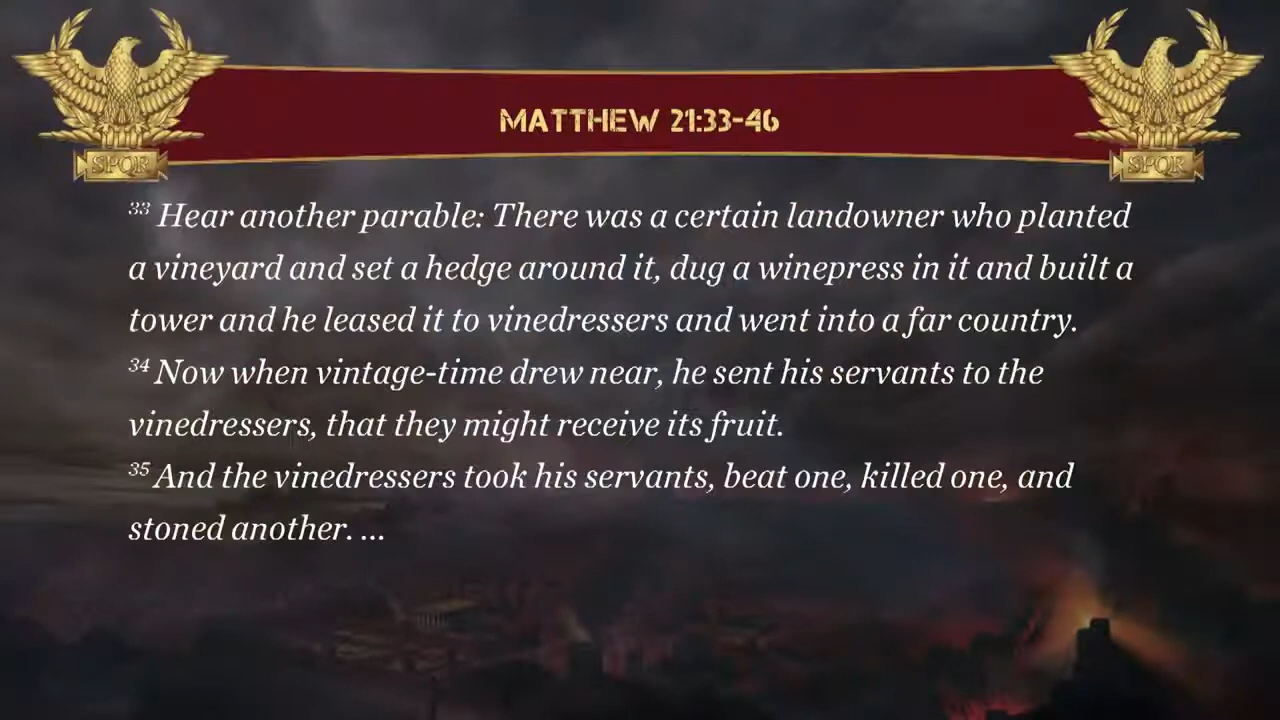 MATTHEW 21:33-46
SPQR
SPQR
33 Hear another parable: There was a certain landowner who planted
a vineyard and set a hedge around it, dug a winepress in it and built a
tower and he leased it to vinedressers and went into a far country.
34 Now when vintage-time drew near, he sent his servants to the
vinedressers, that they might receive its fruit.
35 And the vinedressers took his servants, beat one, killed one, and
stoned another. ...